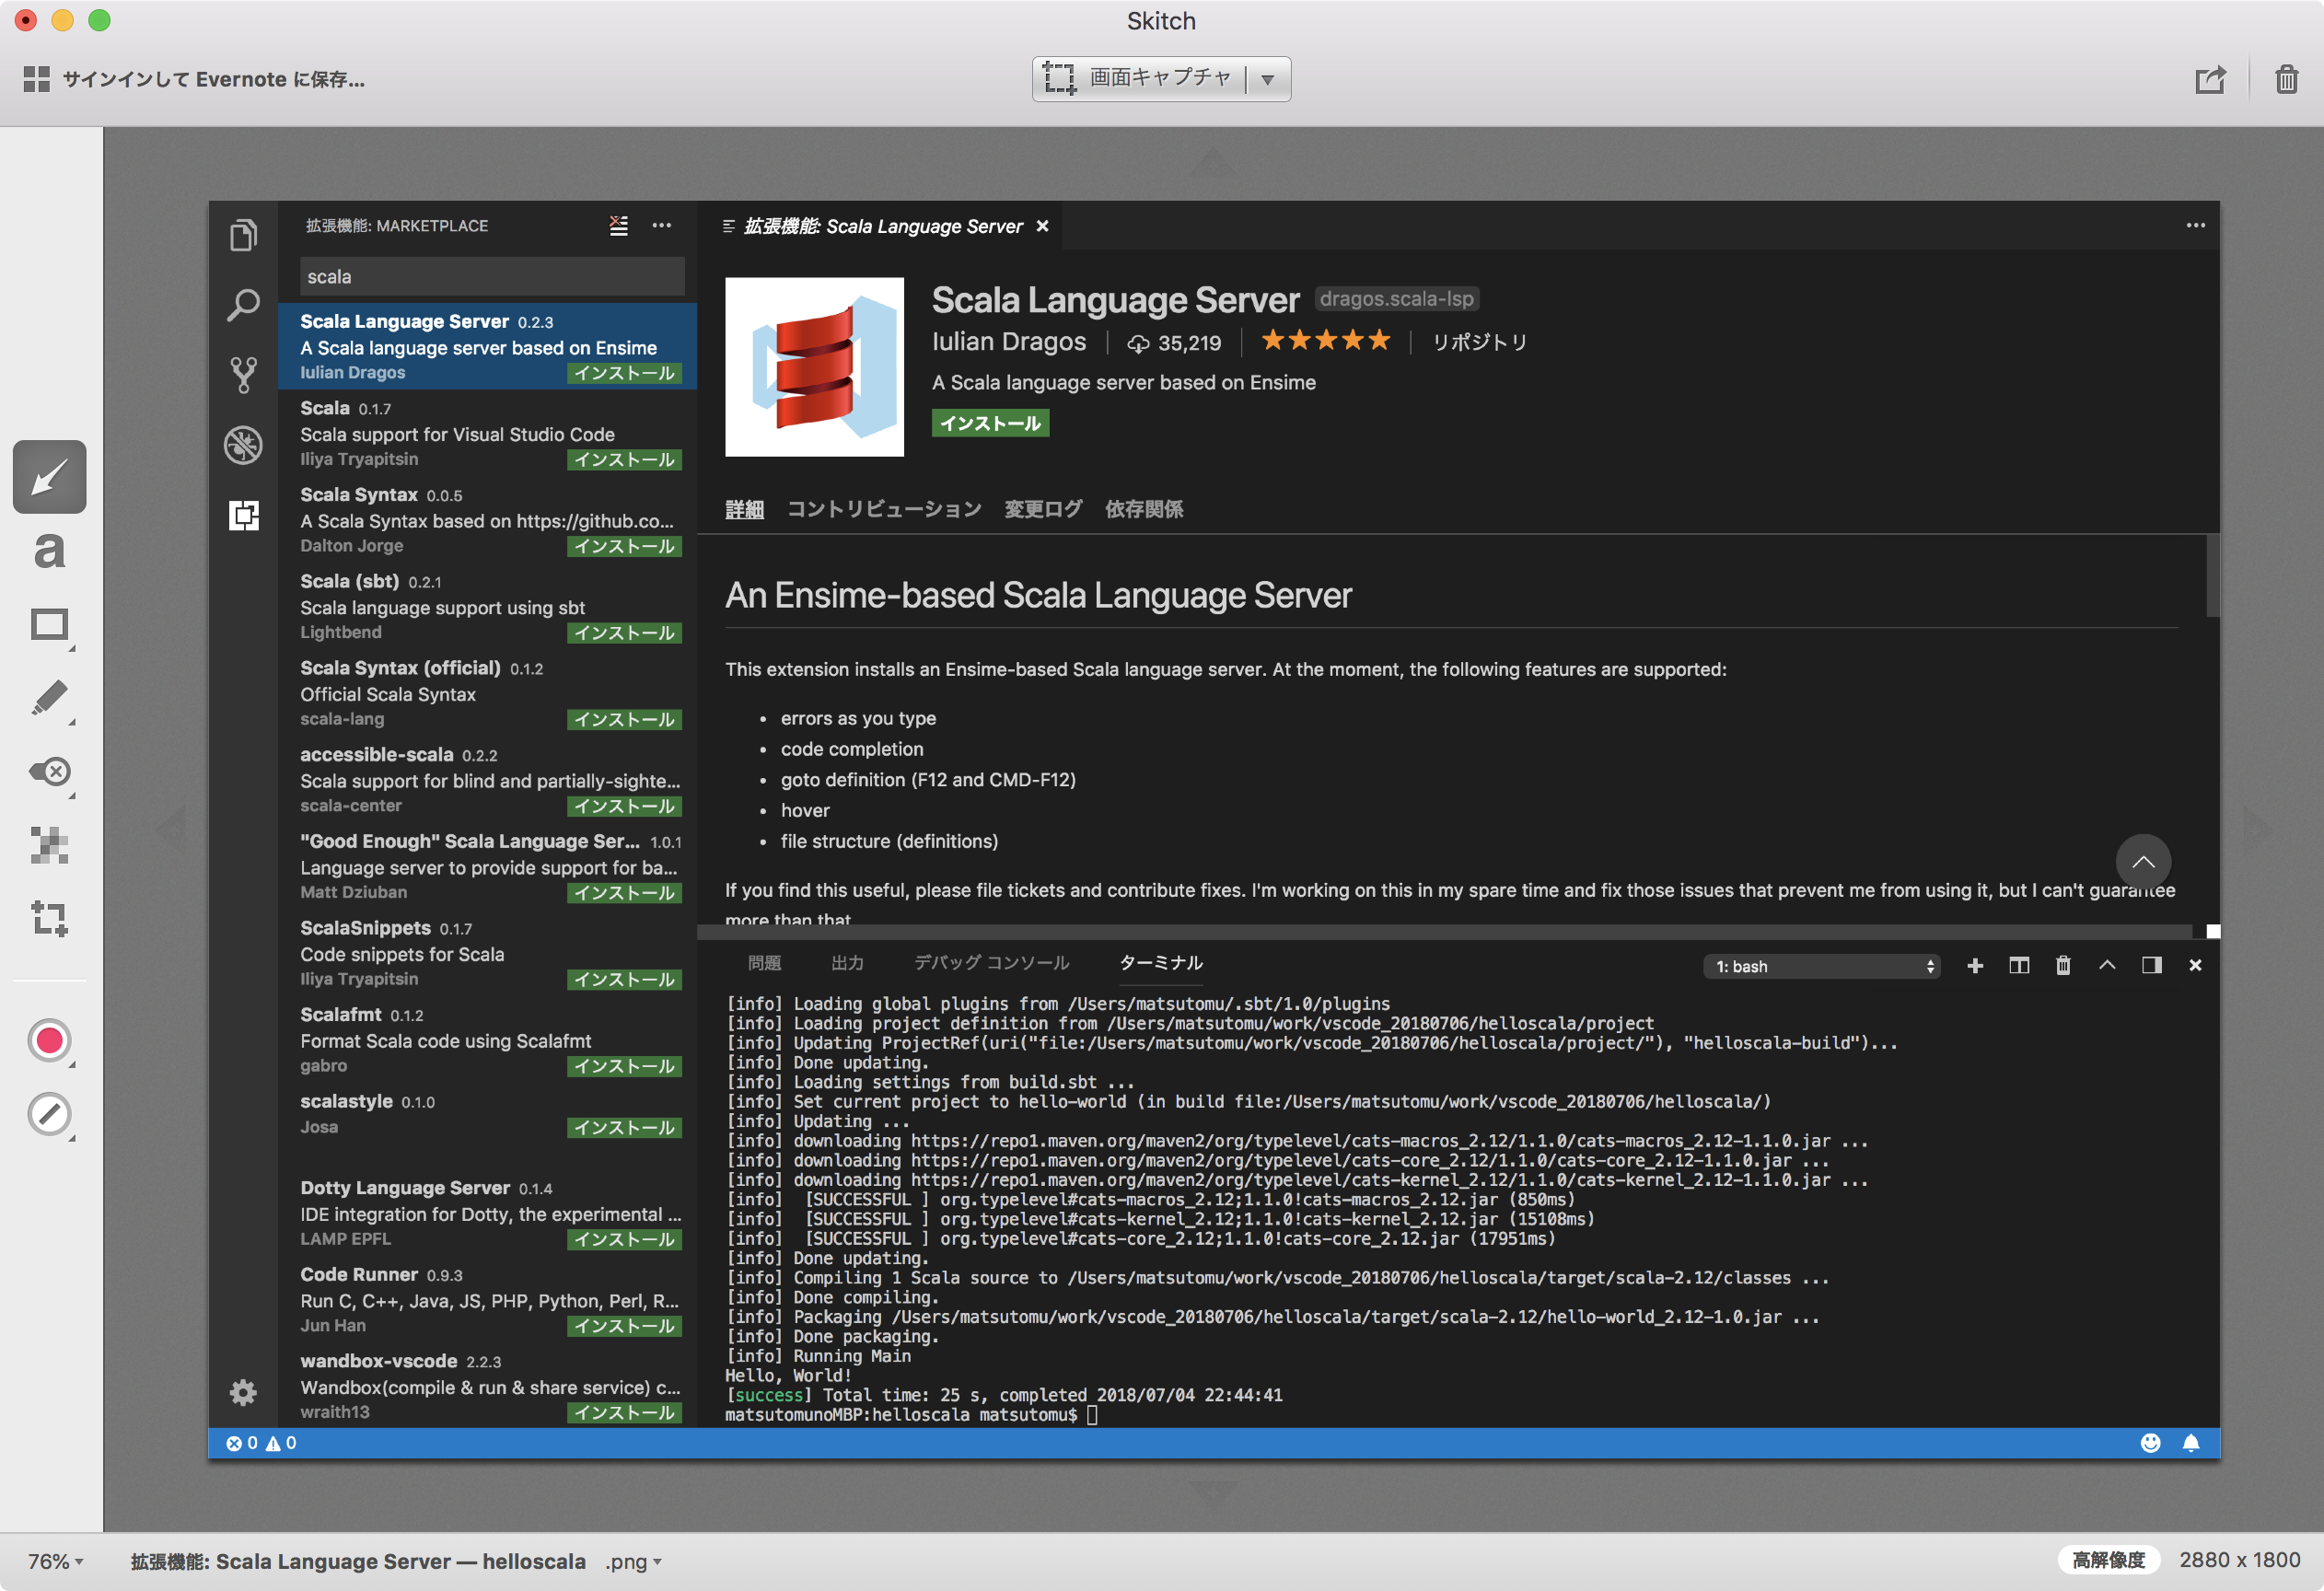 Skitch
サインインして Evernote に保存...
画面キャプチャ
拡張機能: MARKETPLACE
scala
Scala Language Server 0.2.3
A Scala language server based on Ensime
Iulian Dragos インストール
Scala 0.1.7
Scala support for Visual Studio Code
Iliya Tryapitsin インストール
Scala Syntax 0.0.5
A Scala Syntax based on https://github.co...
Dalton Jorge インストール
Scala (sbt) 0.2.1
Scala language support using sbt
Lightbend インストール
Scala Syntax (official) 0.1.2
Official Scala Syntax
scala-lang インストール
accessible-scala 0.2.2
Scala support for blind and partially-sighte...
scala-center インストール
"Good Enough" Scala Language Ser... 1.0.1
Language server to provide support for ba...
Matt Dziuban インストール
ScalaSnippets 0.1.7
Code snippets for Scala
Iliya Tryapitsin インストール
Scalafmt 0.1.2
Format Scala code using Scalafmt
gabro インストール
scalastyle 0.1.0
Josa インストール
Dotty Language Server 0.1.4
IDE integration for Dotty, the experimental ...
LAMP EPFL インストール
Code Runner 0.9.3
Run C, C++, Java, JS, PHP, Python, Perl, R...
Jun Han インストール
wandbox-vscode 2.2.3
Wandbox(compile & run & share service) c...
wraith13 インストール
拡張機能: Scala Language Server
Scala Language Server dragos.scala-lsp
Iulian Dragos 35,219 リポジトリ
A Scala language server based on Ensime
インストール
詳細 コントリビューション 変更ログ 依存関係
An Ensime-based Scala Language Server
This extension installs an Ensime-based Scala language server. At the moment, the following features are supported:
• errors as you type
• code completion
• goto definition (F12 and CMD-F12)
• hover
• file structure (definitions)
If you find this useful, please file tickets and contribute fixes. I'm working on this in my spare time and fix those issues that prevent me from using it, but I can't guarantee
more than that
問題 出力 デバッグ コンソール ターミナル 1: bash
[info] Loading global plugins from /Users/matsutomu/.sbt/1.0/plugins
[info] Loading project definition from /Users/matsutomu/work/vscode_20180706/helloscala/project
[info] Updating ProjectRef(uri("file:/Users/matsutomu/work/vscode_20180706/helloscala/project/"), "helloscala-build")...
[info] Done updating.
[info] Loading settings from build.sbt ...
[info] Set current project to hello-world (in build file:/Users/matsutomu/work/vscode_20180706/helloscala/)
[info] Updating ...
[info] downloading https://repo1.maven.org/maven2/org/typelevel/cats-macros_2.12/1.1.0/cats-macros_2.12-1.1.0.jar ...
[info] downloading https://repo1.maven.org/maven2/org/typelevel/cats-core_2.12/1.1.0/cats-core_2.12-1.1.0.jar ...
[info] downloading https://repo1.maven.org/maven2/org/typelevel/cats-kernel_2.12/1.1.0/cats-kernel_2.12-1.1.0.jar ...
[info]  [SUCCESSFUL ] org.typelevel#cats-macros_2.12;1.1.0!cats-macros_2.12.jar (850ms)
[info]  [SUCCESSFUL ] org.typelevel#cats-kernel_2.12;1.1.0!cats-kernel_2.12.jar (15108ms)
[info]  [SUCCESSFUL ] org.typelevel#cats-core_2.12;1.1.0!cats-core_2.12.jar (17951ms)
[info] Done updating.
[info] Compiling 1 Scala source to /Users/matsutomu/work/vscode_20180706/helloscala/target/scala-2.12/classes ...
[info] Done compiling.
[info] Packaging /Users/matsutomu/work/vscode_20180706/helloscala/target/scala-2.12/hello-world_2.12-1.0.jar ...
[info] Done packaging.
[info] Running Main
Hello, World!
[success] Total time: 25 s, completed 2018/07/04 22:44:41
matsutomunoMBP:helloscala matsutomu$
0 0
a
76% 拡張機能: Scala Language Server — helloscala .png 高解像度 2880 x 1800